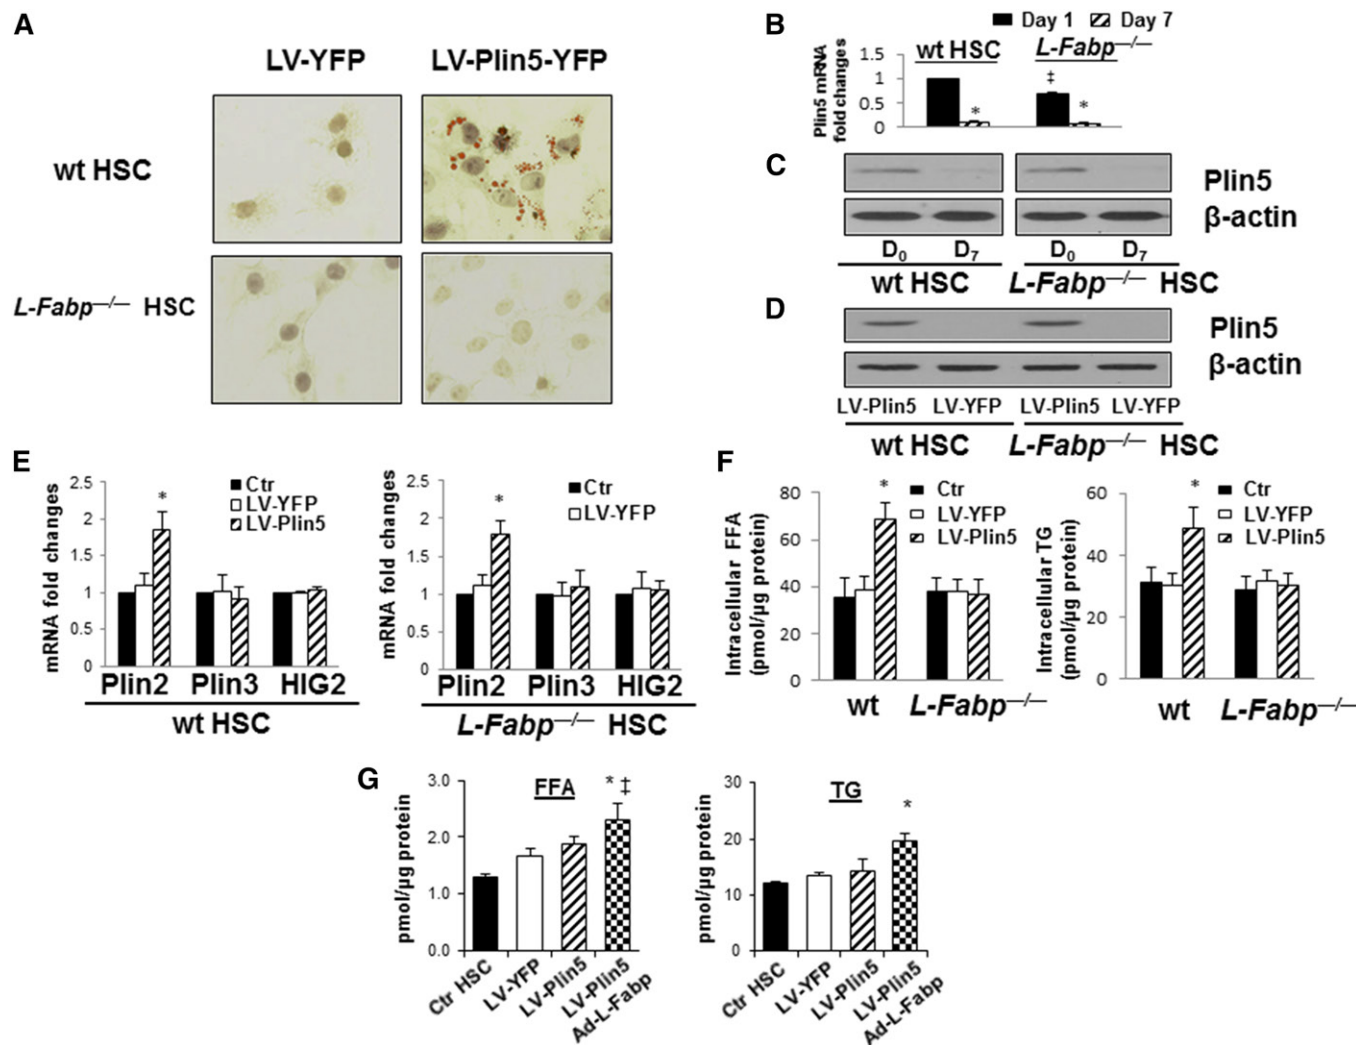 A
LV-YFP
LV-Plin5-YFP
wt HSC
L-Fabp—/— HSC
B
Day 1
Day 7
Plin5 mRNA
fold changes
1.5
1
0.5
0
wt HSC
L-Fabp—/—
*
‡
*
C
Plin5
β-actin
D0
D7
D0
D7
wt HSC
L-Fabp—/— HSC
D
Plin5
β-actin
LV-Plin5
LV-YFP
LV-Plin5
LV-YFP
wt HSC
L-Fabp—/— HSC
E
mRNA fold changes
2.5
2
1.5
1
0.5
0
*
Ctr
LV-YFP
LV-Plin5
Plin2
Plin3
HIG2
wt HSC
mRNA fold changes
2.5
2
1.5
1
0.5
0
*
Ctr
LV-YFP
Plin2
Plin3
HIG2
L-Fabp—/— HSC
F
Intracellular FFA
(pmol/µg protein)
80
60
40
20
0
*
Ctr
LV-YFP
LV-Plin5
wt
L-Fabp—/—
Intracellular TG
(pmol/µg protein)
60
40
20
0
*
Ctr
LV-YFP
LV-Plin5
wt
L-Fabp—/—
G
pmol/µg protein
3.0
2.0
1.0
0.0
FFA
* ‡
Ctr HSC
LV-YFP
LV-Plin5
LV-Plin5
Ad-L-Fabp
pmol/µg protein
30
20
10
0
TG
*
Ctr HSC
LV-YFP
LV-Plin5
LV-Plin5
Ad-L-Fabp